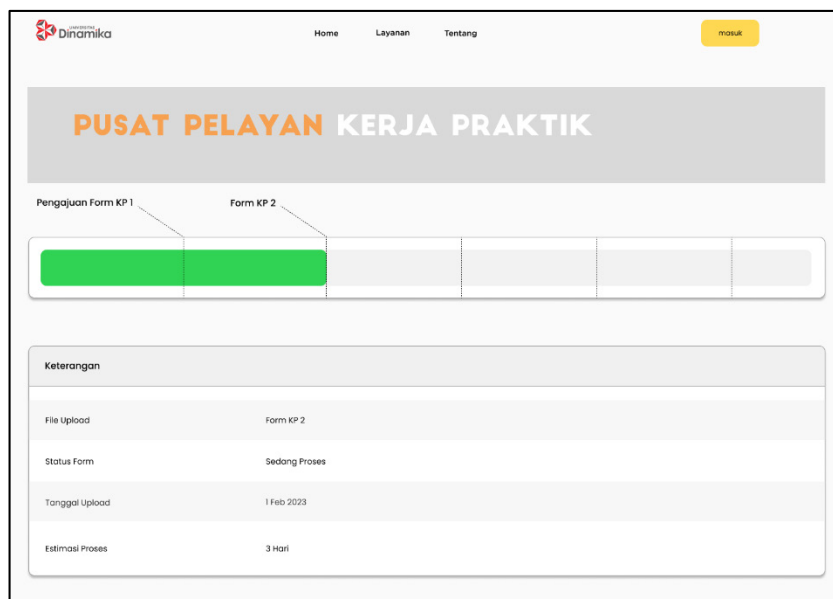 UNIVERSITAS
Dinamika
Home Layanan Tentang masuk
PUSAT PELAYAN KERJA PRAKTIK
Pengajuan Form KP 1 Form KP 2
Keterangan
File Upload Form KP 2
Status Form Sedang Proses
Tanggal Upload 1 Feb 2023
Estimasi Proses 3 Hari